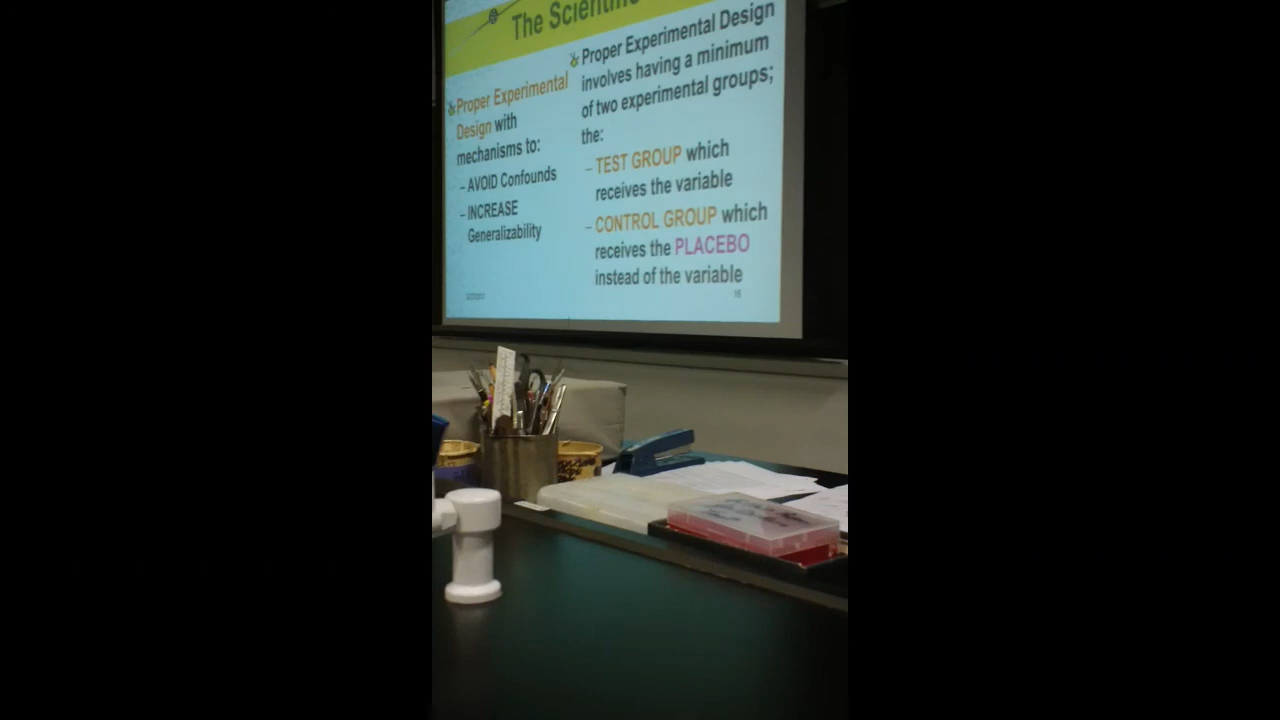 The Scientific
Proper Experimental
Design with
mechanisms to:
– AVOID Confounds
– INCREASE
Generalizability
Proper Experimental Design
involves having a minimum
of two experimental groups;
the:
– TEST GROUP which
receives the variable
– CONTROL GROUP which
receives the PLACEBO
instead of the variable
16